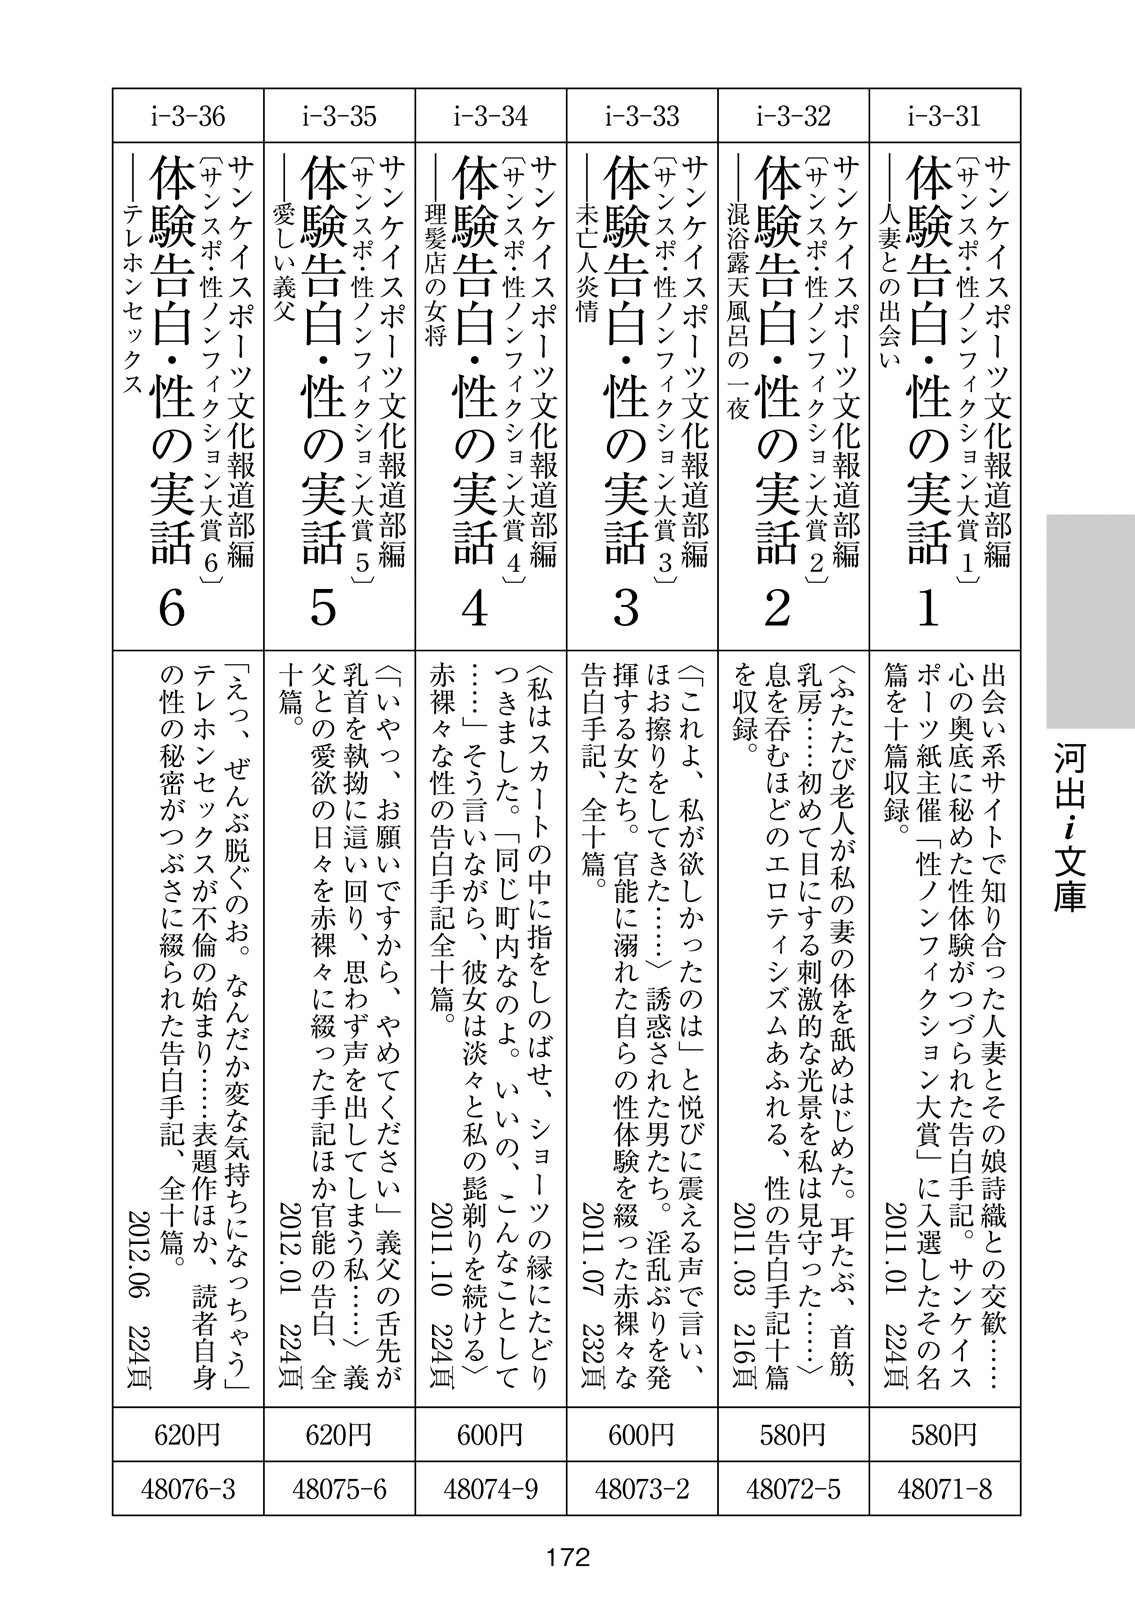 河出i文庫
i-3-31
サンケイスポーツ文化報道部編
〔サンスポ・性ノンフィクション大賞1〕
体験告白・性の実話 1
――人妻との出会い
出会い系サイトで知り合った人妻とその娘詩織との交歓……
心の奥底に秘めた性体験がつづられた告白手記。サンケイス
ポーツ紙主催「性ノンフィクション大賞」に入選したその名
篇を十篇収録。
2011.01 224頁
580円
48071-8
i-3-32
サンケイスポーツ文化報道部編
〔サンスポ・性ノンフィクション大賞2〕
体験告白・性の実話 2
――混浴露天風呂の一夜
〈ふたたび老人が私の妻の体を舐めはじめた。耳たぶ、首筋、
乳房……初めて目にする刺激的な光景を私は見守った……〉
息を呑むほどのエロティシズムあふれる、性の告白手記十篇
を収録。
2011.03 216頁
580円
48072-5
i-3-33
サンケイスポーツ文化報道部編
〔サンスポ・性ノンフィクション大賞3〕
体験告白・性の実話 3
――未亡人炎情
〈「これよ、私が欲しかったのは」と悦びに震える声で言い、
ほお擦りをしてきた……〉誘惑された男たち。淫乱ぶりを発
揮する女たち。官能に溺れた自らの性体験を綴った赤裸々な
告白手記、全十篇。
2011.07 232頁
600円
48073-2
i-3-34
サンケイスポーツ文化報道部編
〔サンスポ・性ノンフィクション大賞4〕
体験告白・性の実話 4
――理髪店の女将
〈私はスカートの中に指をしのばせ、ショーツの縁にたどり
つきました。「同じ町内なのよ。いいの、こんなことして
……」そう言いながら、彼女は淡々と私の髭剃りを続ける〉
赤裸々な性の告白手記全十篇。
2011.10 224頁
600円
48074-9
i-3-35
サンケイスポーツ文化報道部編
〔サンスポ・性ノンフィクション大賞5〕
体験告白・性の実話 5
――愛しい義父
〈「いやっ、お願いですから、やめてください」義父の舌先が
乳首を執拗に這い回り、思わず声を出してしまう私……〉義
父との愛欲の日々を赤裸々に綴った手記ほか官能の告白、全
十篇。
2012.01 224頁
620円
48075-6
i-3-36
サンケイスポーツ文化報道部編
〔サンスポ・性ノンフィクション大賞6〕
体験告白・性の実話 6
――テレホンセックス
「えっ、ぜんぶ脱ぐのお。なんだか変な気持ちになっちゃう」
テレホンセックスが不倫の始まり……表題作ほか、読者自身
の性の秘密がつぶさに綴られた告白手記、全十篇。
2012.06 224頁
620円
48076-3
172